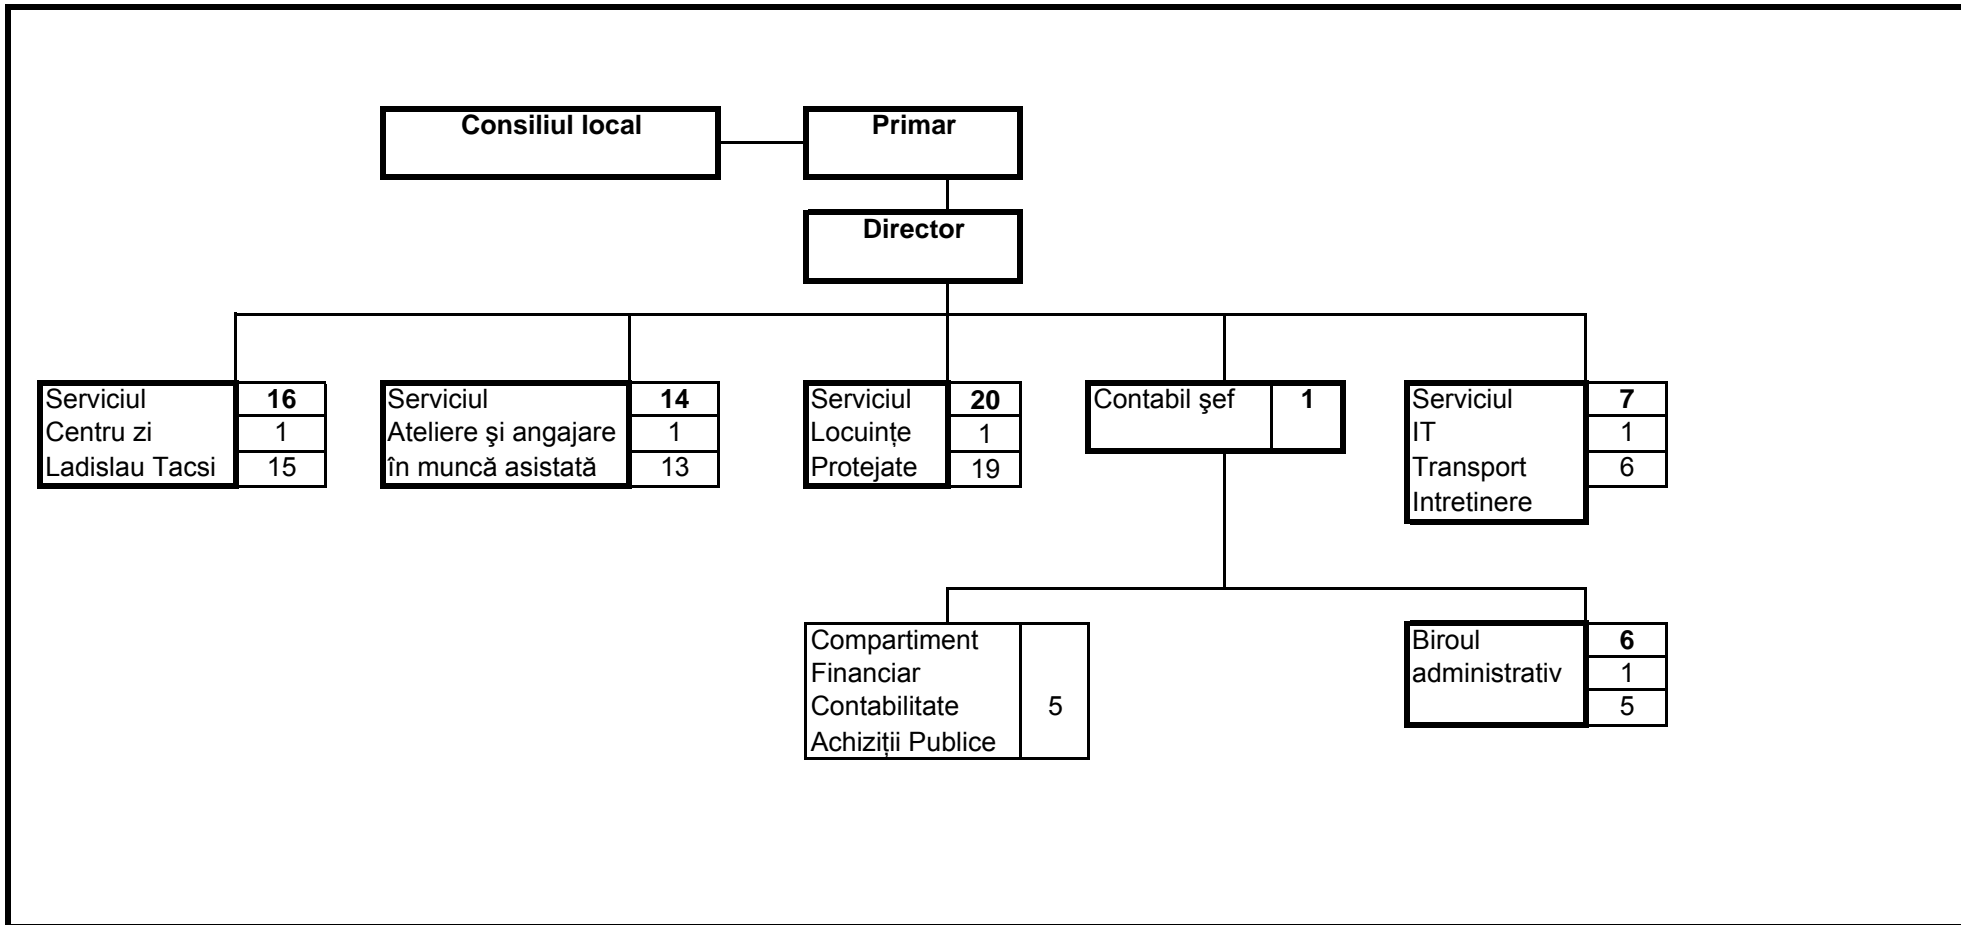 Consiliul local
Primar
Director
Serviciul 16
Centru zi 1
Ladislau Tacsi 15
Serviciul 14
Ateliere şi angajare 1
în muncă asistată 13
Serviciul 20
Locuințe 1
Protejate 19
Contabil şef 1
Serviciul 7
IT 1
Transport 6
Intretinere
Compartiment
Financiar
Contabilitate 5
Achiziții Publice
Biroul 6
administrativ 1
5